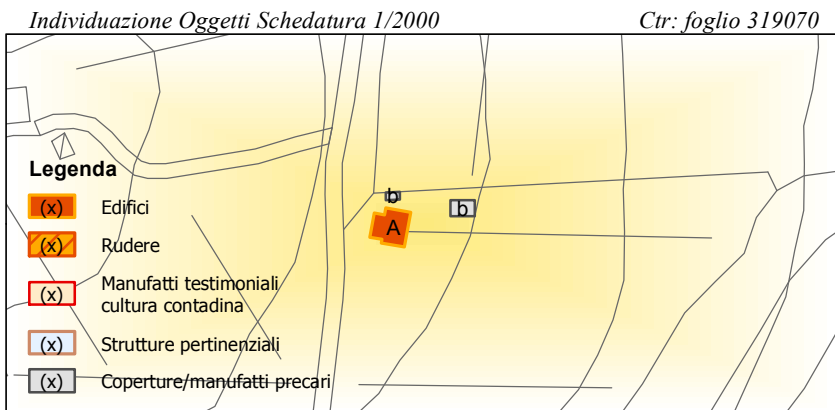 Individuazione Oggetti Schedatura 1/2000 Ctr: foglio 319070
b
b
A
Legenda
(x) Edifici
(x) Rudere
(x) Manufatti testimoniali
cultura contadina
(x) Strutture pertinenziali
(x) Coperture/manufatti precari